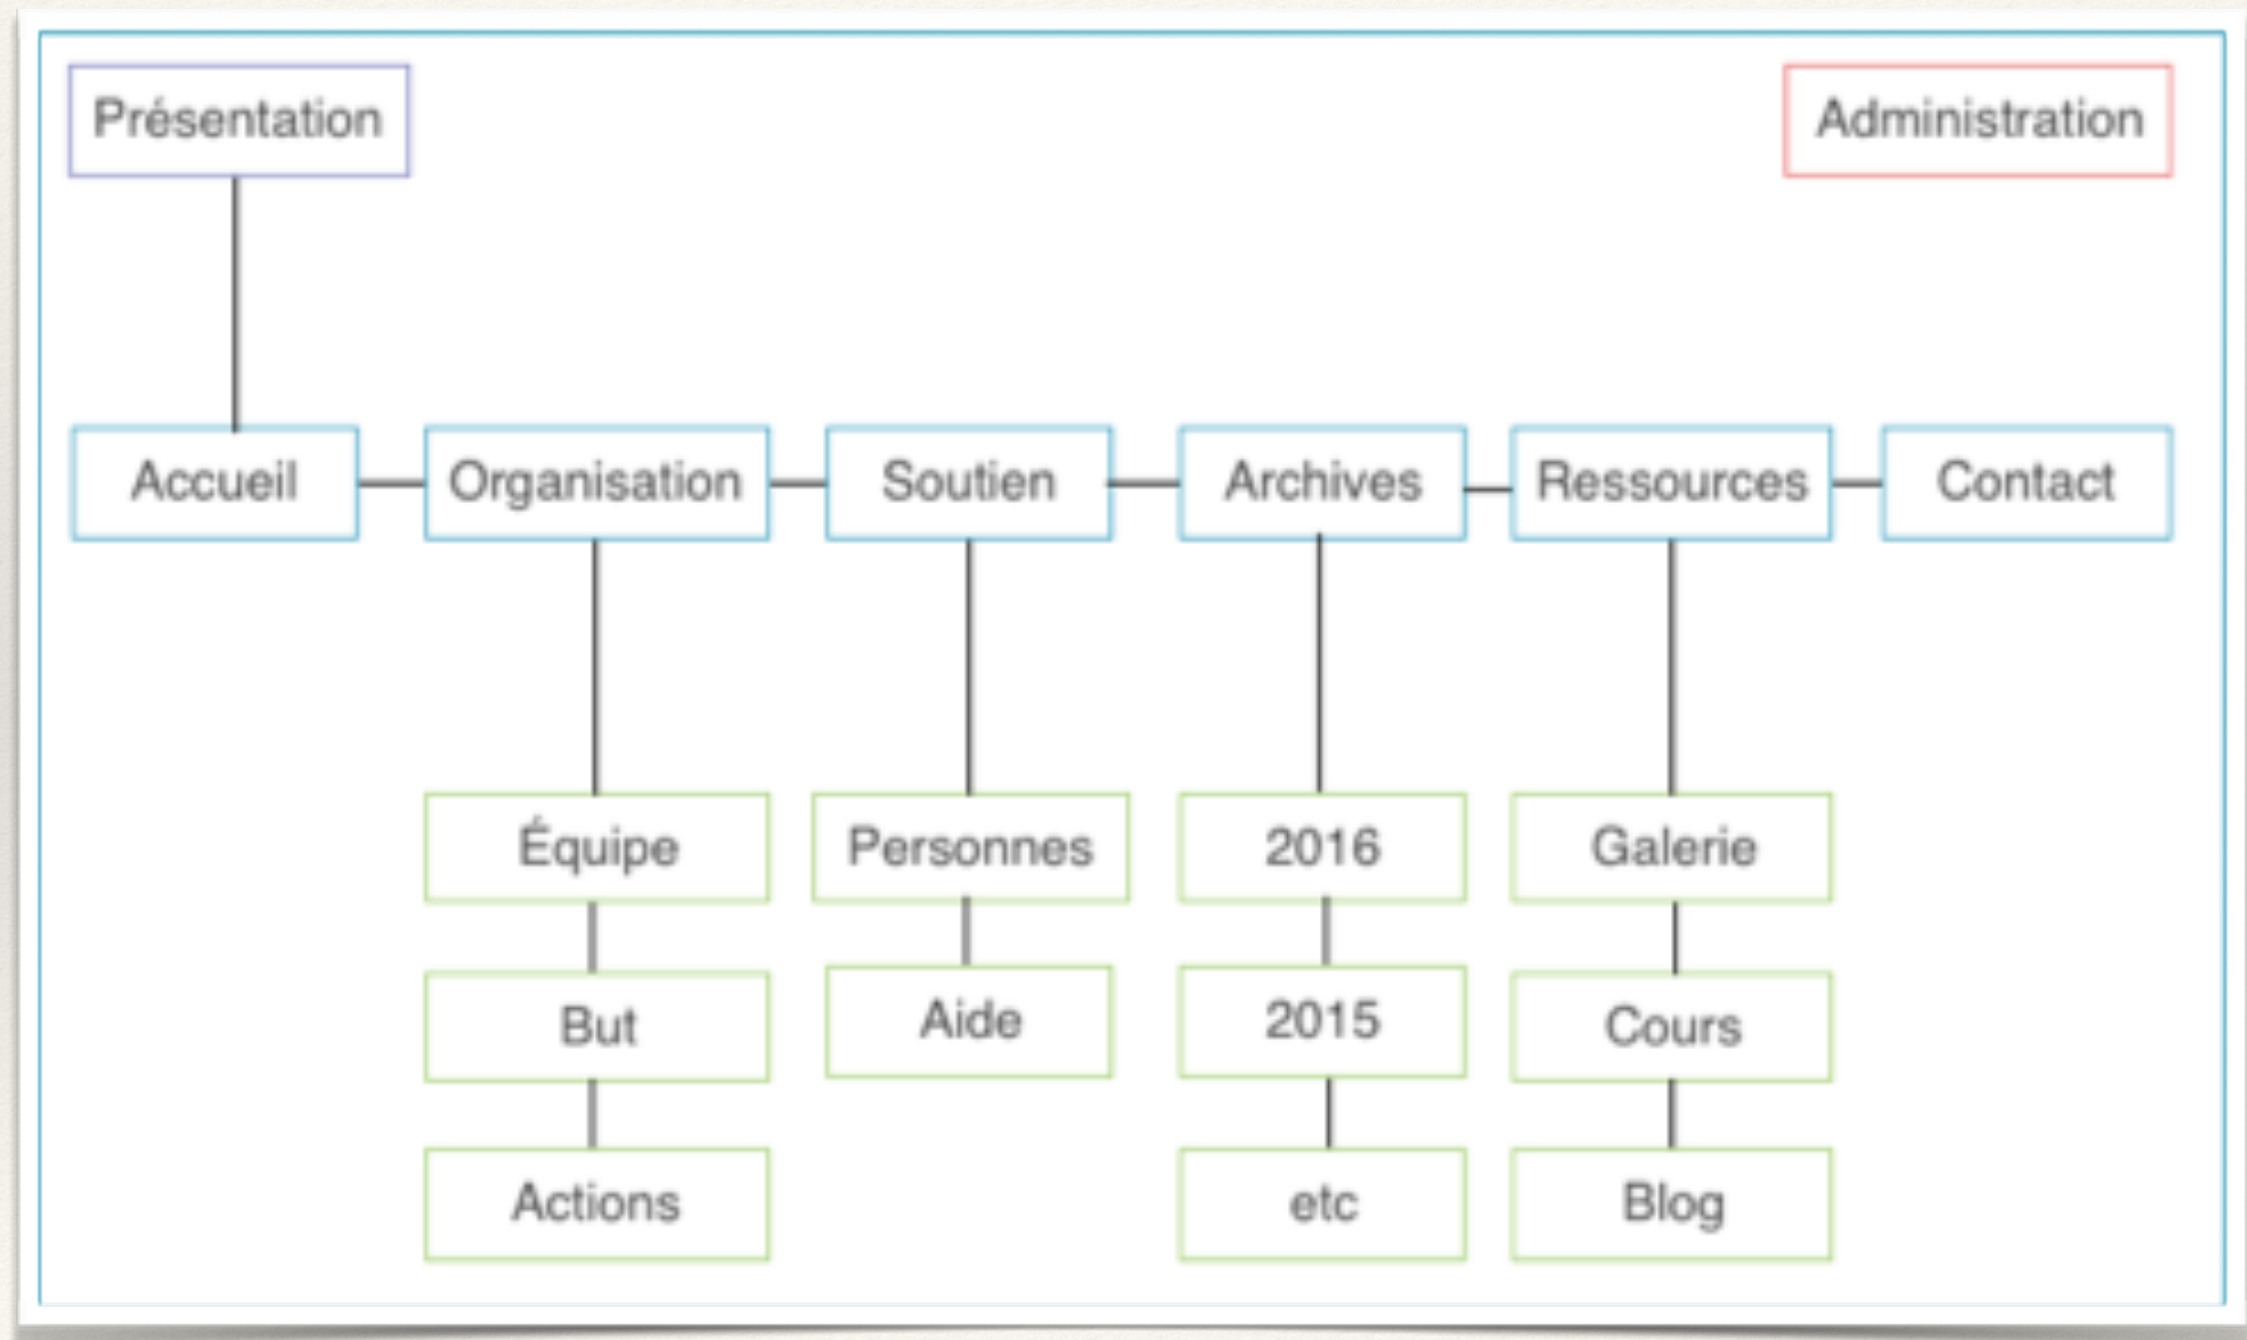 Présentation
Administration
Accueil
Organisation
Soutien
Archives
Ressources
Contact
Équipe
Personnes
2016
Galerie
But
Aide
2015
Cours
Actions
etc
Blog